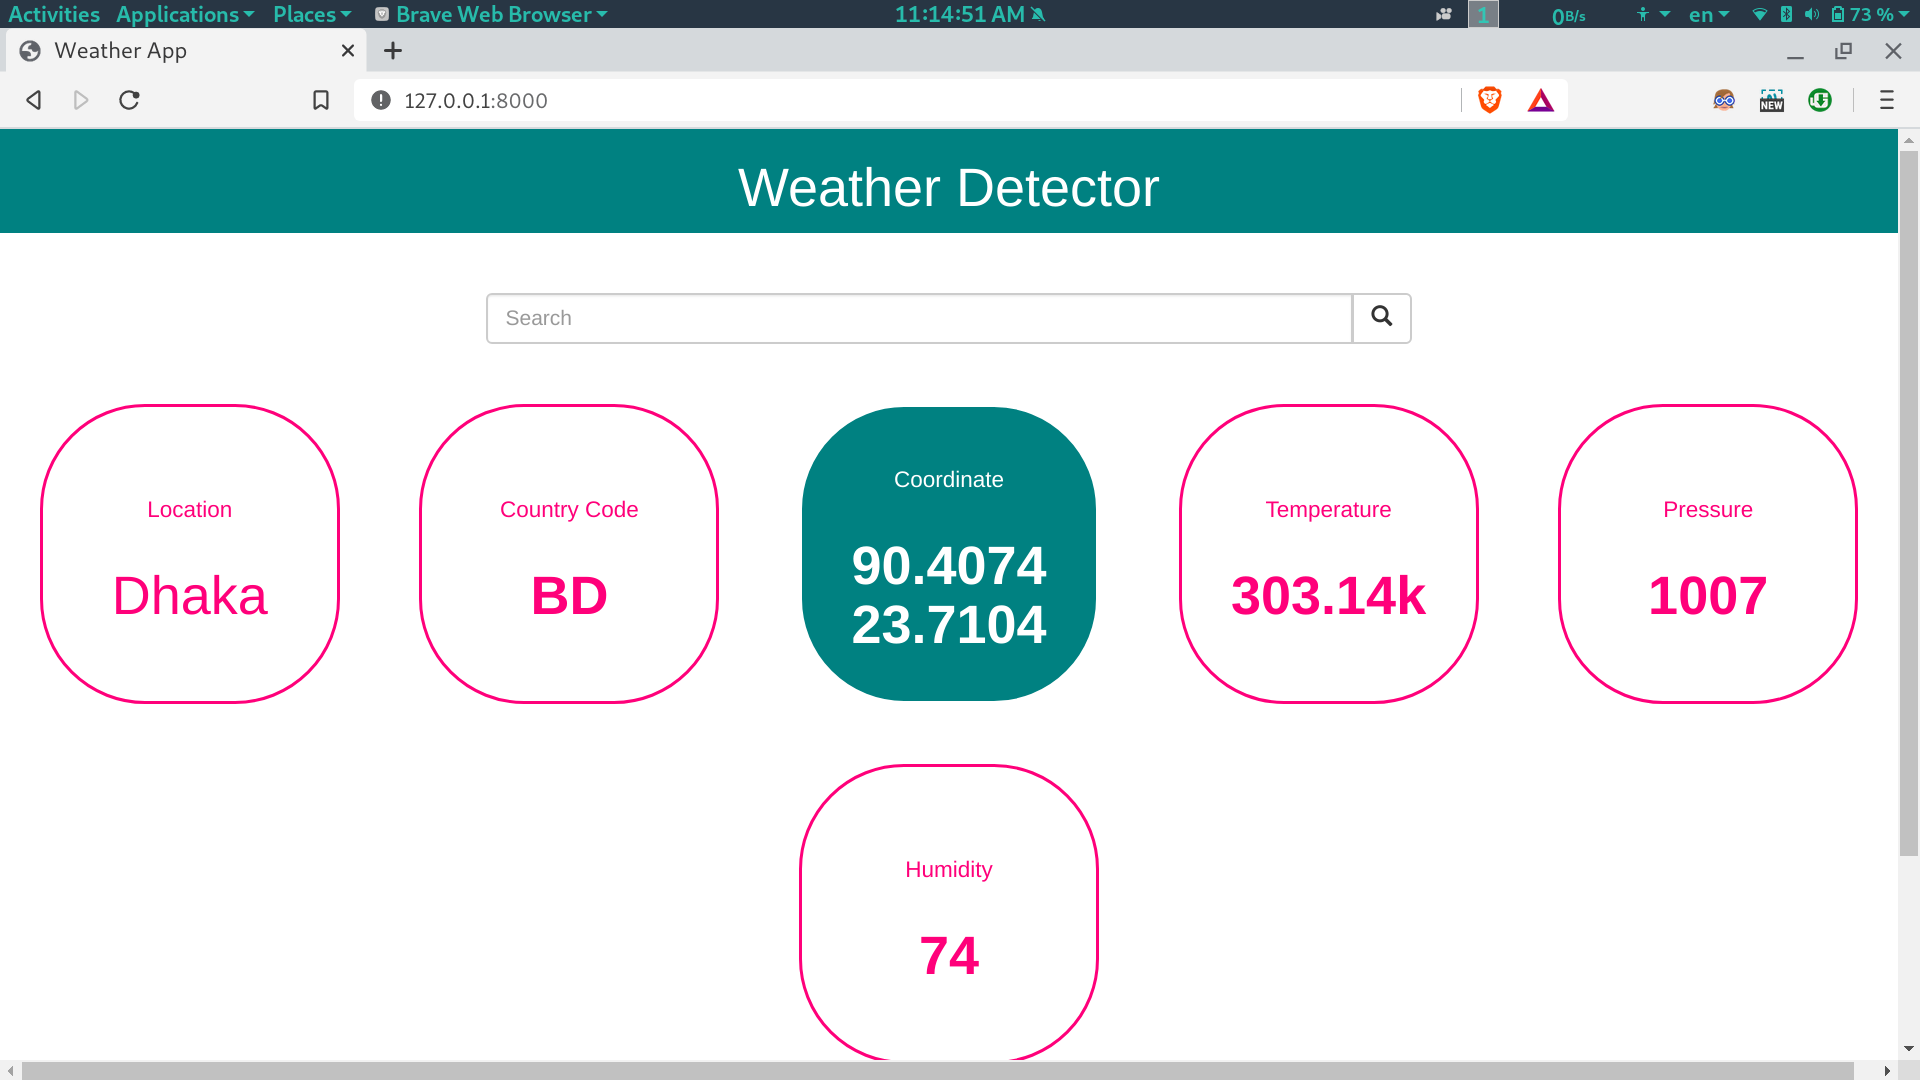 Activities Applications Places Brave Web Browser 11:14:51 AM 1 0B/s en 73 %
Weather App
127.0.0.1:8000
NEW
Weather Detector
Search
Location
Dhaka
Country Code
BD
Coordinate
90.4074
23.7104
Temperature
303.14k
Pressure
1007
Humidity
74